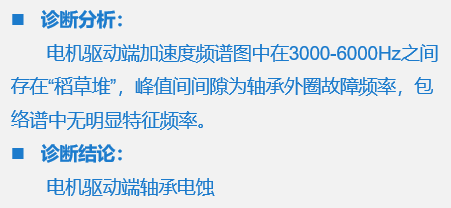 ■ 诊断分析：
电机驱动端加速度频谱图中在3000-6000Hz之间
存在“稻草堆”，峰值间间隙为轴承外圈故障频率，包
络谱中无明显特征频率。
■ 诊断结论：
电机驱动端轴承电蚀